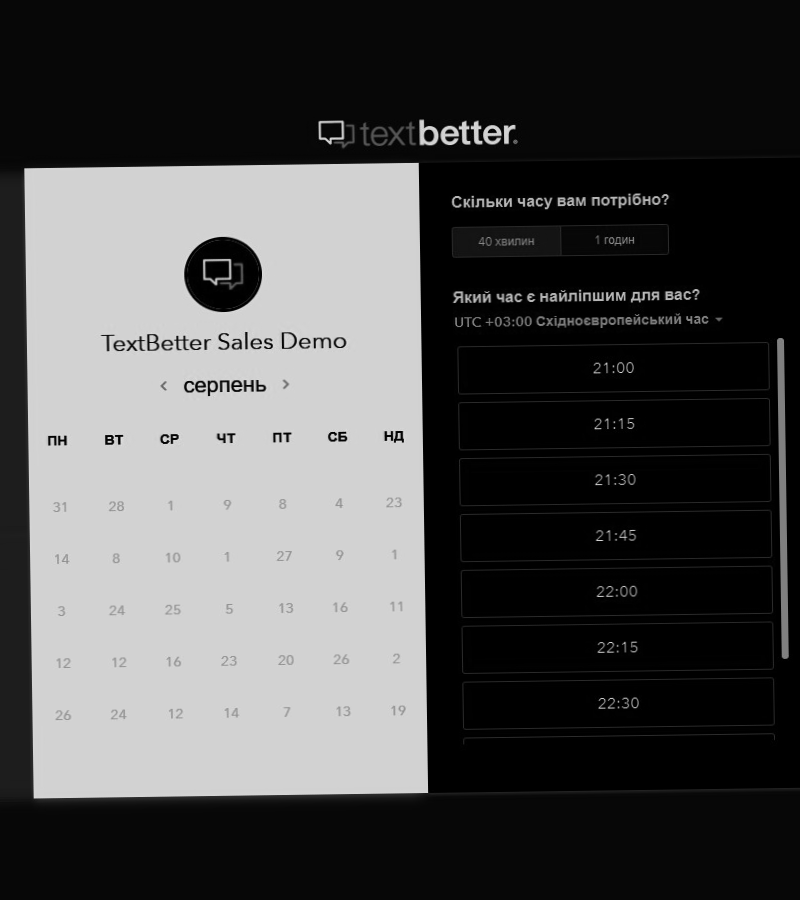 textbetter.
TextBetter Sales Demo
серпень
ПН ВТ СР ЧТ ПТ СБ НД
31 28 1 9 8 4 23
14 8 10 1 27 9 1
3 24 25 5 13 16 11
12 12 16 23 20 26 2
26 24 12 14 7 13 19
Скільки часу вам потрібно?
40 хвилин 1 годин
Який час є найліпшим для вас?
UTC +03:00 Східноєвропейський час
21:00
21:15
21:30
21:45
22:00
22:15
22:30